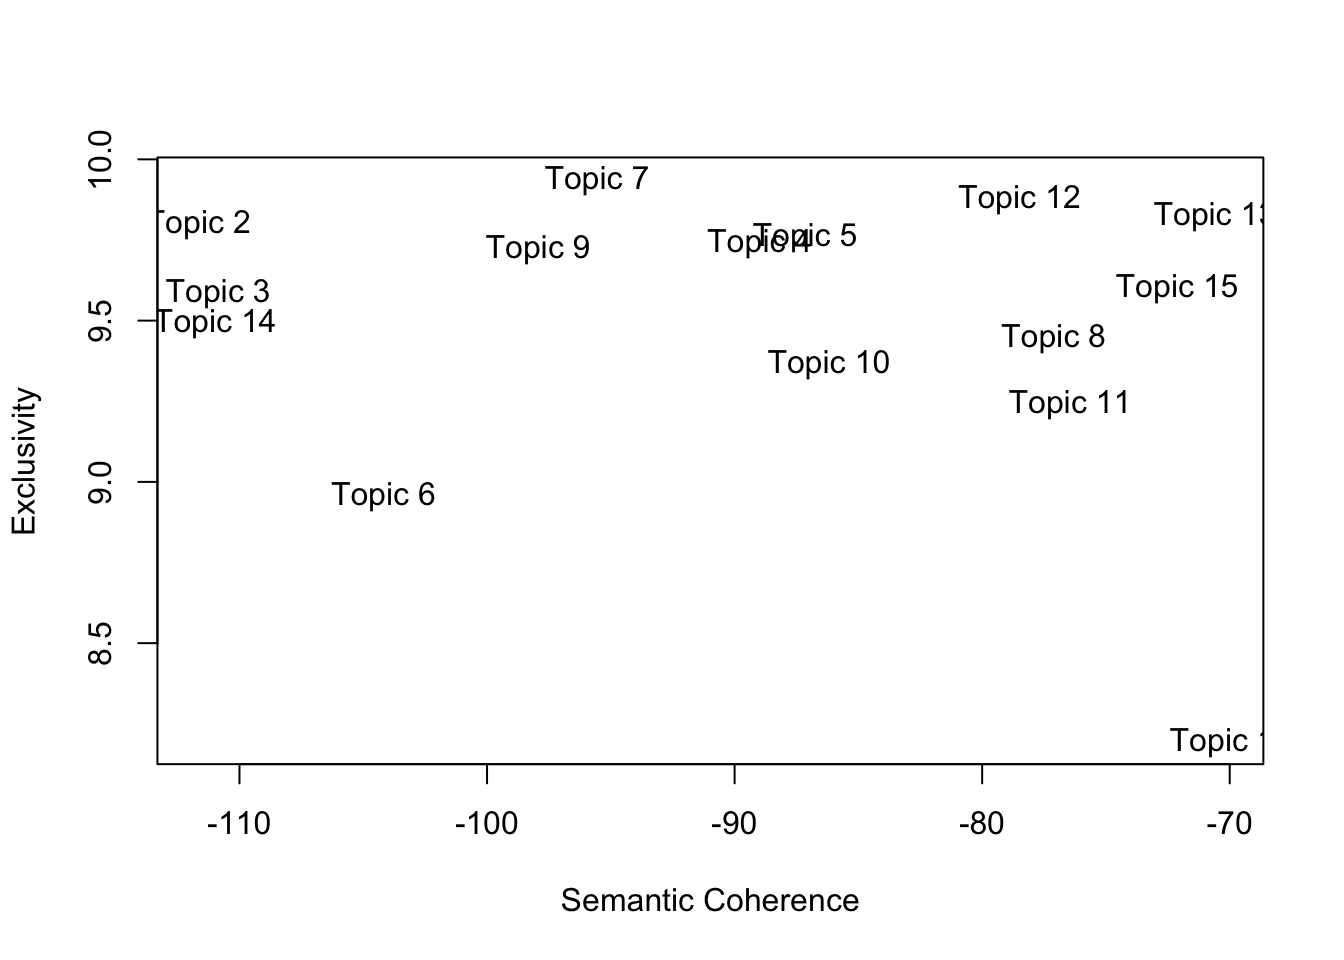 10.0
9.5
9.0
8.5
Exclusivity
Topic 7
Topic 12
Topic 13
Topic 2
Topic 4
Topic 5
Topic 9
Topic 3
Topic 15
Topic 14
Topic 8
Topic 10
Topic 11
Topic 6
Topic
-110
-100
-90
-80
-70
Semantic Coherence